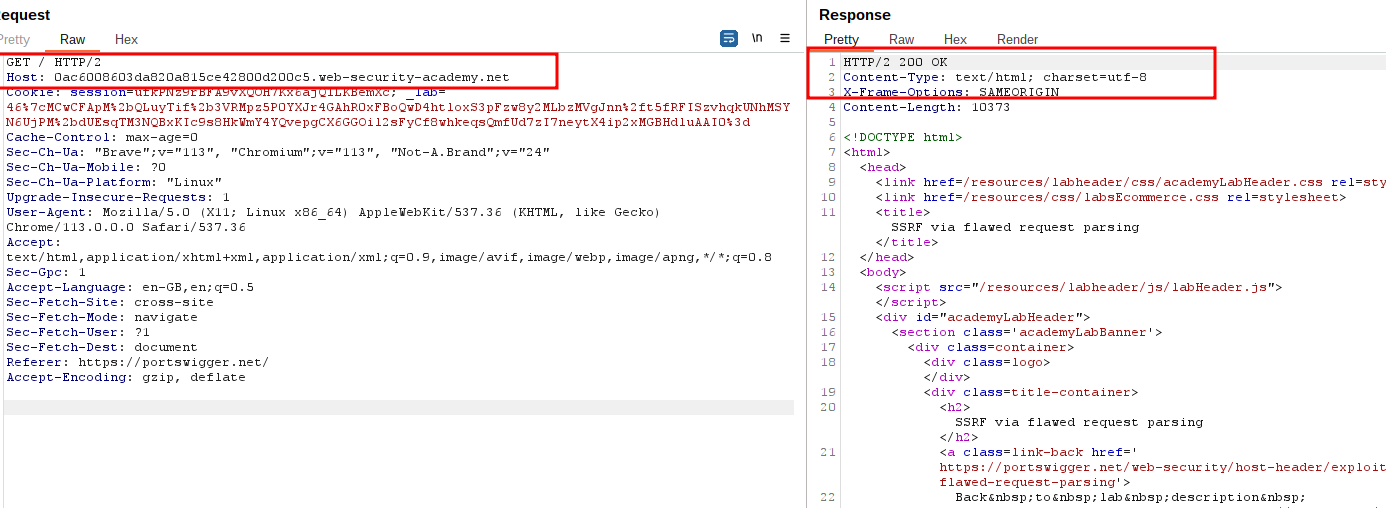 equest
Pretty Raw Hex
\n
GET / HTTP/2
Host: 0ac6008603da820a815ce42800d200c5.web-security-academy.net
Cache-Control: max-age=0
Sec-Ch-Ua: "Brave";v="113", "Chromium";v="113", "Not-A.Brand";v="24"
Sec-Ch-Ua-Mobile: ?0
Sec-Ch-Ua-Platform: "Linux"
Upgrade-Insecure-Requests: 1
User-Agent: Mozilla/5.0 (X11; Linux x86_64) AppleWebKit/537.36 (KHTML, like Gecko)
Chrome/113.0.0.0 Safari/537.36
Accept:
text/html,application/xhtml+xml,application/xml;q=0.9,image/avif,image/webp,image/apng,*/*;q=0.8
Sec-Gpc: 1
Accept-Language: en-GB,en;q=0.5
Sec-Fetch-Site: cross-site
Sec-Fetch-Mode: navigate
Sec-Fetch-User: ?1
Sec-Fetch-Dest: document
Referer: https://portswigger.net/
Accept-Encoding: gzip, deflate
Response
Pretty Raw Hex Render
1 HTTP/2 200 OK
2 Content-Type: text/html; charset=utf-8
3 X-Frame-Options: SAMEORIGIN
4 Content-Length: 10373
5
6 <!DOCTYPE html>
7 <html>
8 <head>
9 <link href=/resources/labheader/css/academyLabHeader.css rel=sty
10 <link href=/resources/css/labsEcommerce.css rel=stylesheet>
11 <title>
SSRF via flawed request parsing
</title>
12 </head>
13 <body>
14 <script src="/resources/labheader/js/labHeader.js">
</script>
15 <div id="academyLabHeader">
16 <section class='academyLabBanner'>
17 <div class=container>
18 <div class=logo>
</div>
19 <div class=title-container>
20 <h2>
SSRF via flawed request parsing
</h2>
21 <a class=link-back href='
https://portswigger.net/web-security/host-header/exploit
flawed-request-parsing'>
22 Back&nbsp;to&nbsp;lab&nbsp;description&nbsp;